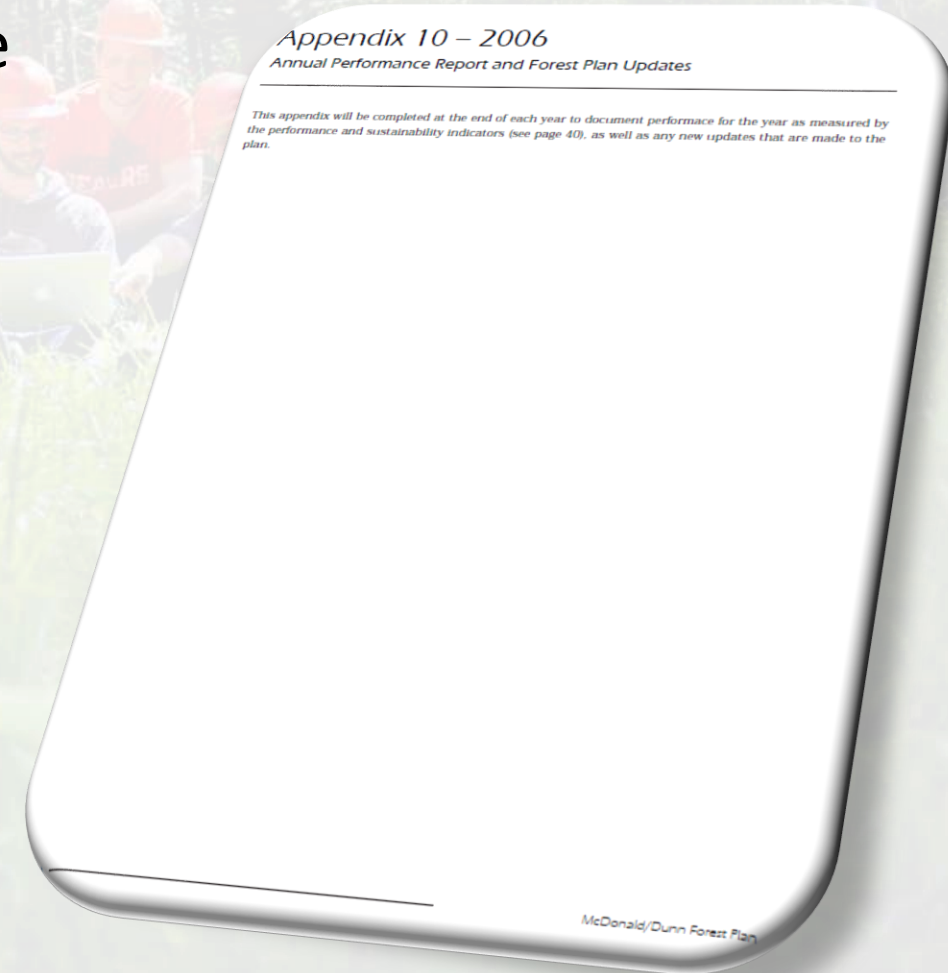 e
Appendix 10 – 2006
Annual Performance Report and Forest Plan Updates
This appendix will be completed at the end of each year to document performace for the year as measured by
the performance and sustainability indicators (see page 40), as well as any new updates that are made to the
plan.
McDonald/Dunn Forest Plan